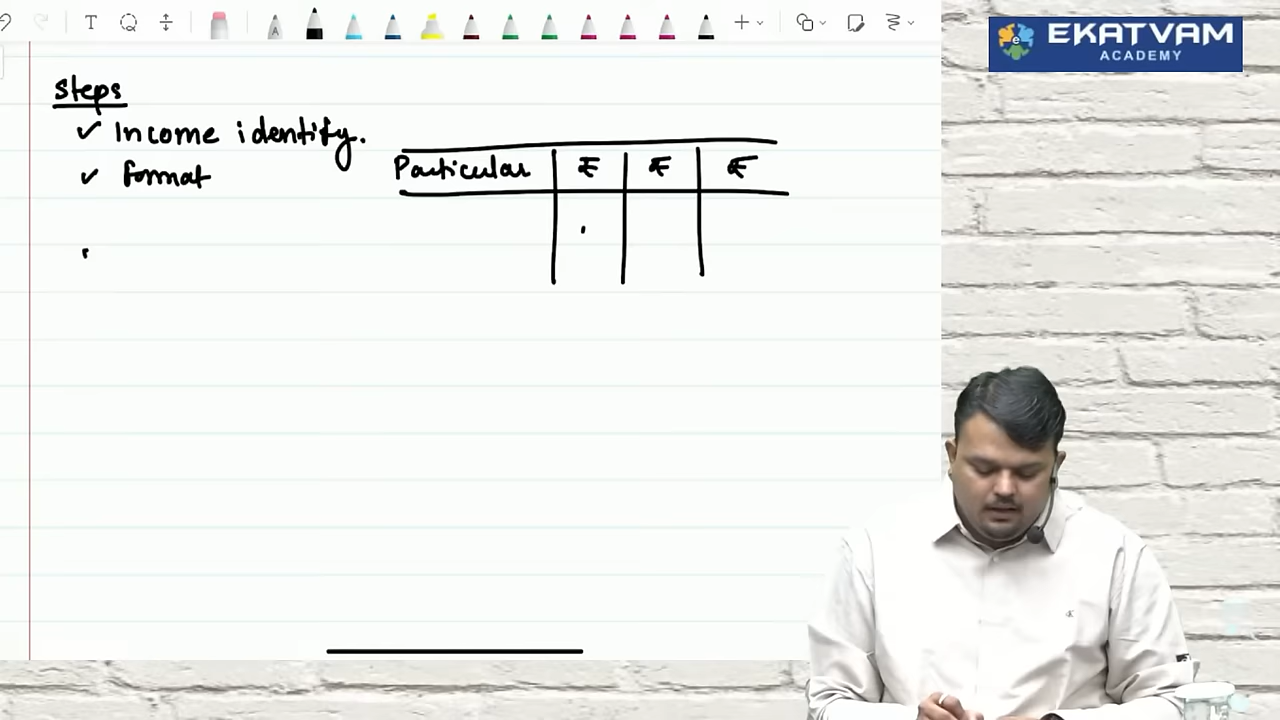 EKATVAM
ACADEMY
Steps
✓ Income identify.
✓ format
Particular ₹ ₹ ₹